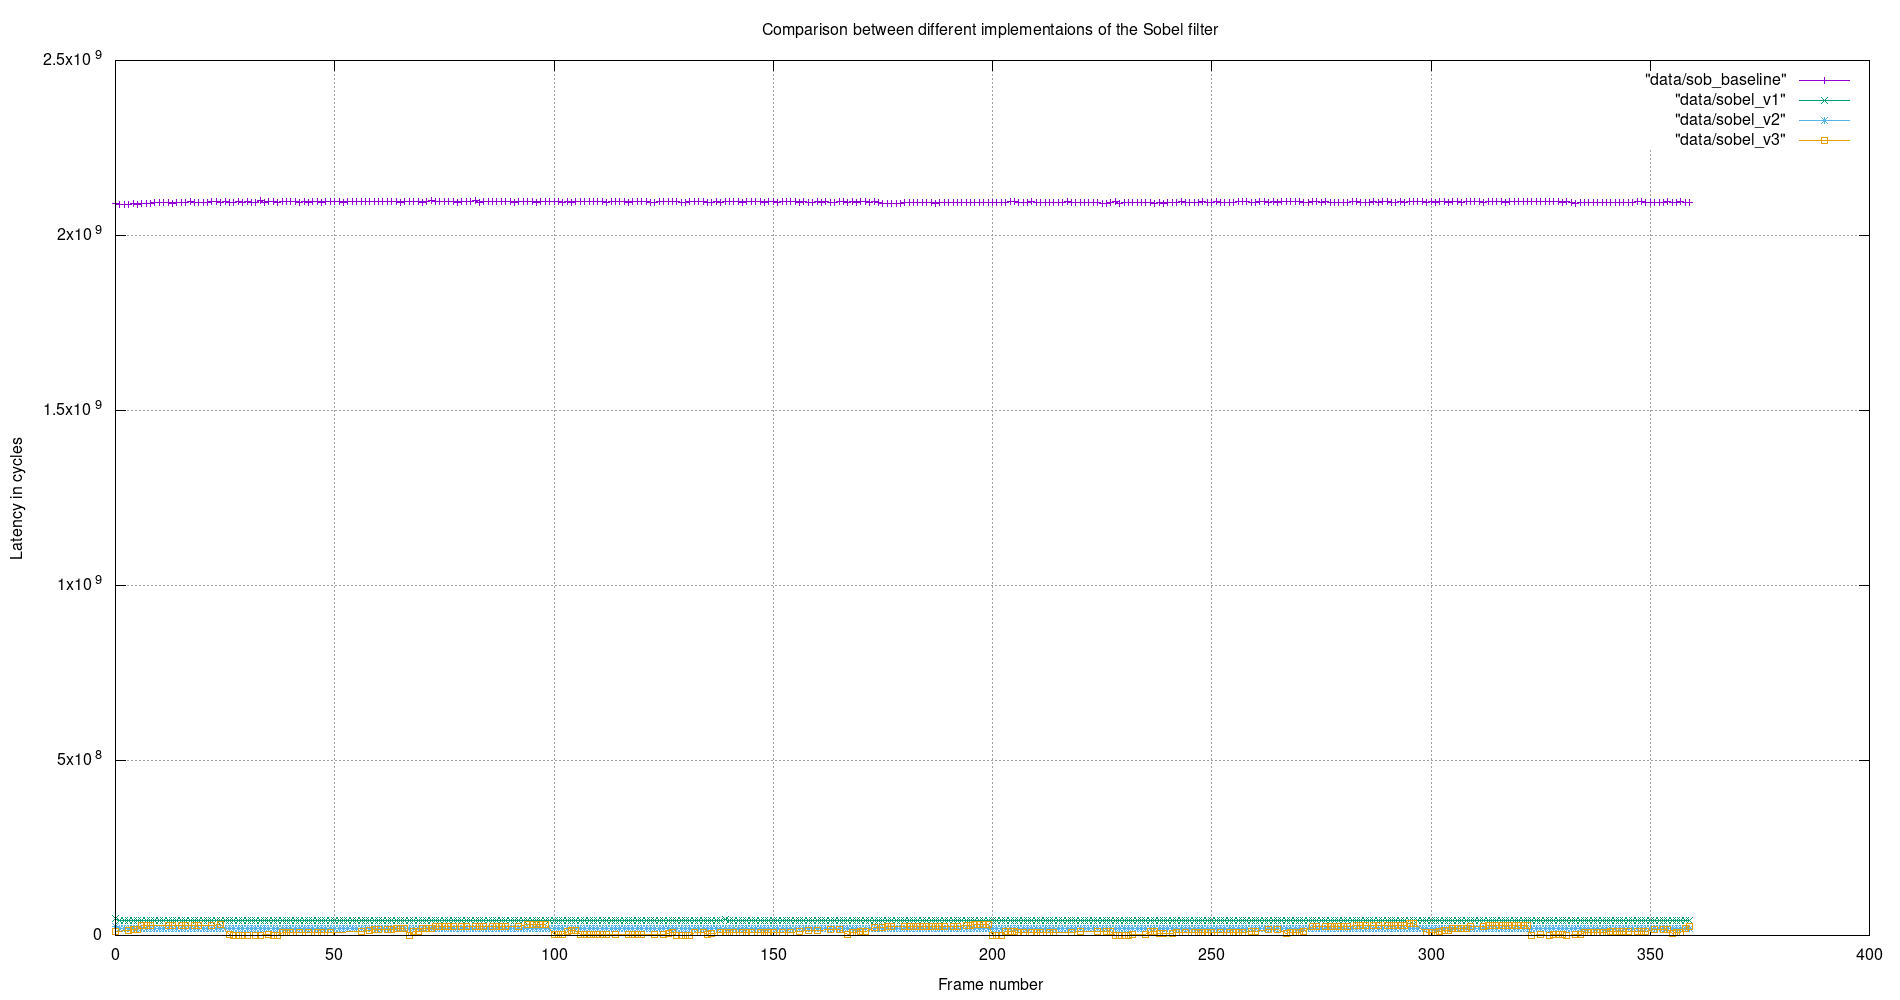 Comparison between different implementaions of the Sobel filter
2.5x10 9
2x10 9
1.5x10 9
1x10 9
5x10 8
0
Latency in cycles
"data/sob_baseline"
"data/sobel_v1"
"data/sobel_v2"
"data/sobel_v3"
0 50 100 150 200 250 300 350 400
Frame number